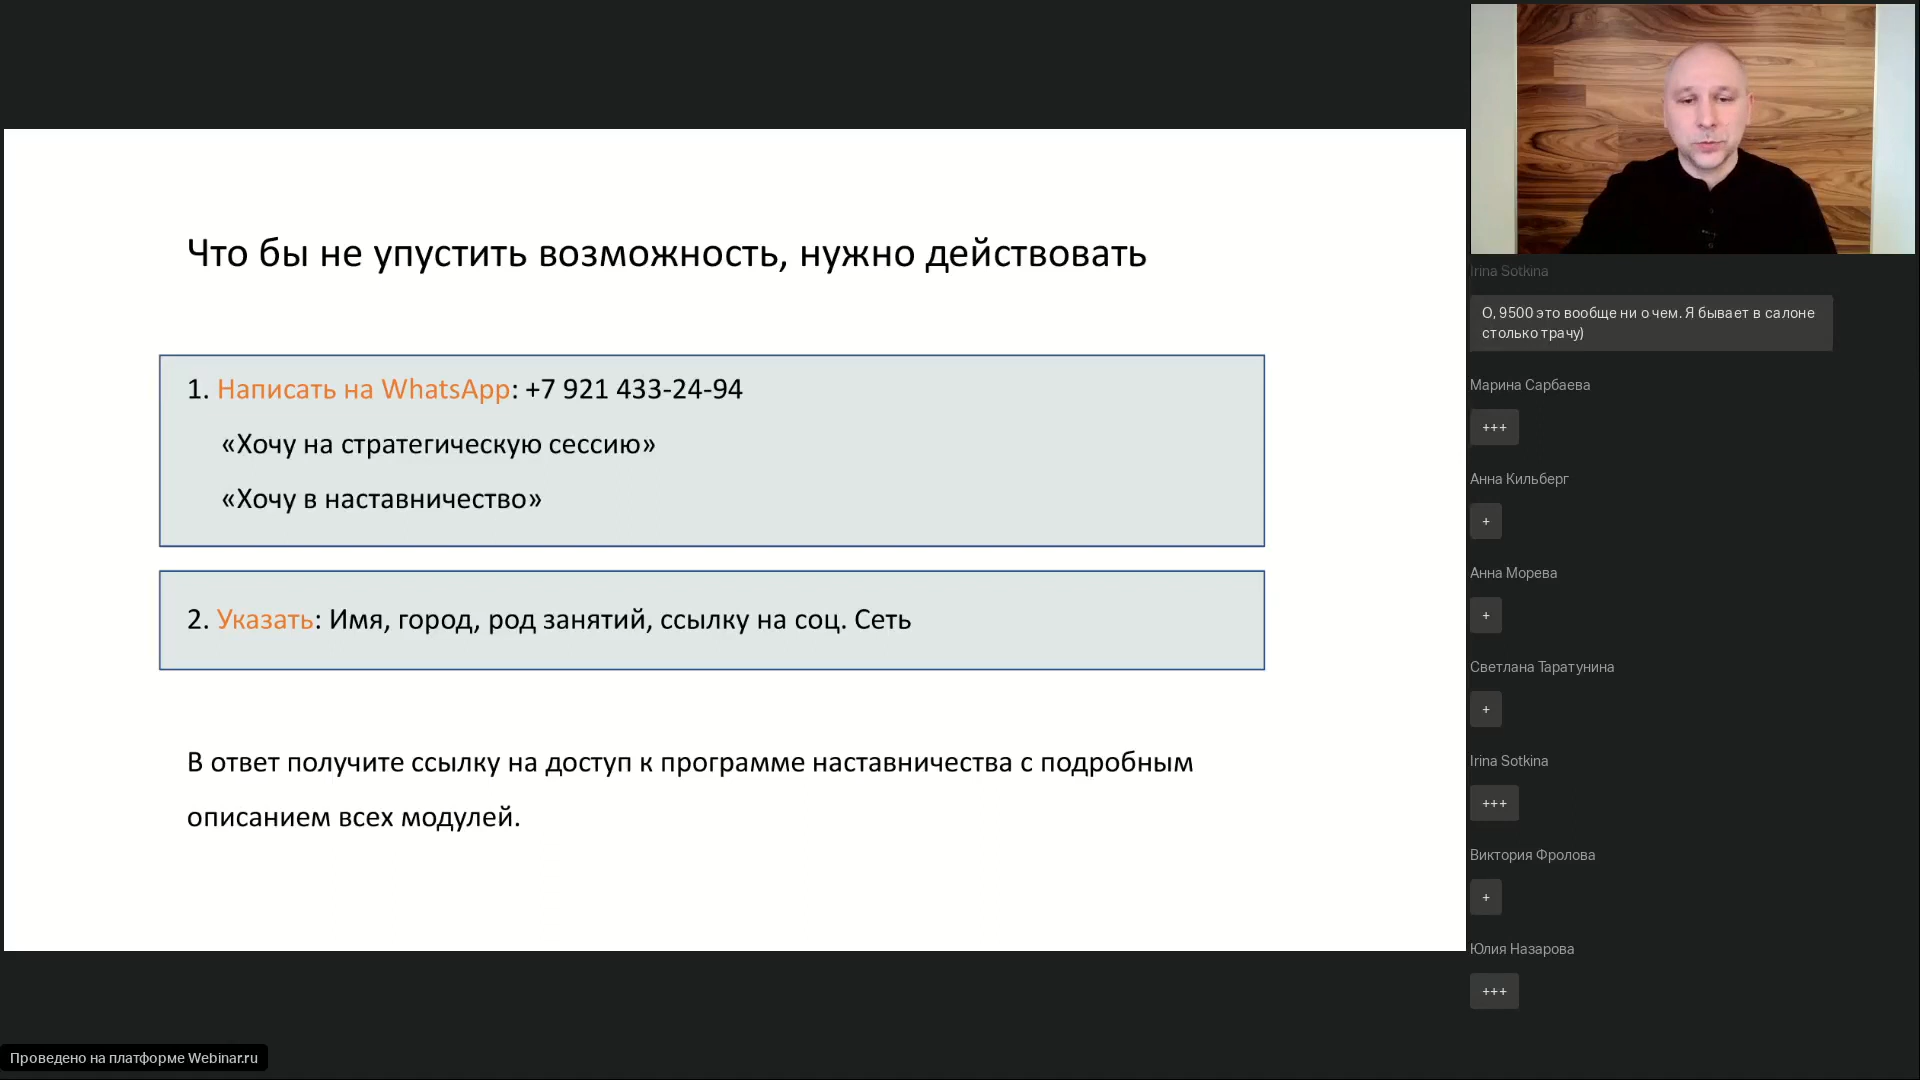 Что бы не упустить возможность, нужно действовать
1. Написать на WhatsApp: +7 921 433-24-94
«Хочу на стратегическую сессию»
«Хочу в наставничество»
2. Указать: Имя, город, род занятий, ссылку на соц. Сеть
В ответ получите ссылку на доступ к программе наставничества с подробным
описанием всех модулей.
Irina Sotkina
О, 9500 это вообще ни о чем. Я бывает в салоне
столько трачу)
Марина Сарбаева
+++
Анна Кильберг
+
Анна Морева
+
Светлана Таратунина
+
Irina Sotkina
+++
Виктория Фролова
+
Юлия Назарова
+++
Проведено на платформе Webinar.ru